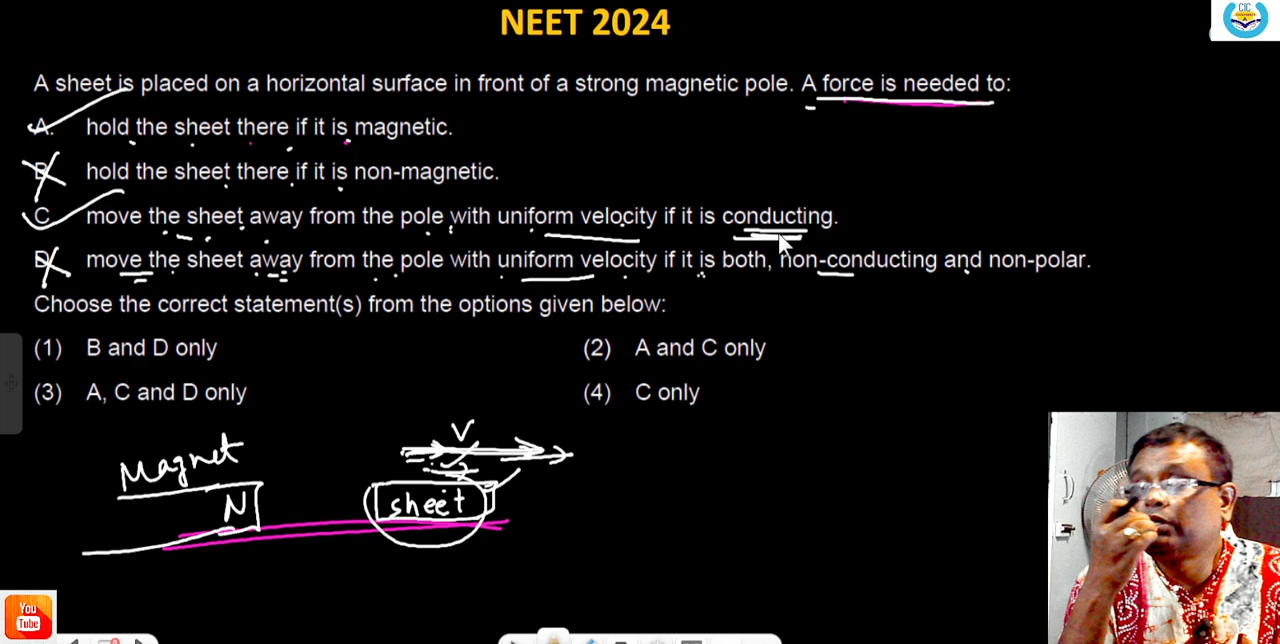 CIC
NEET 2024
A sheet is placed on a horizontal surface in front of a strong magnetic pole. A force is needed to:
A. hold the sheet there if it is magnetic.
B. hold the sheet there if it is non-magnetic.
C. move the sheet away from the pole with uniform velocity if it is conducting.
D. move the sheet away from the pole with uniform velocity if it is both, non-conducting and non-polar.
Choose the correct statement(s) from the options given below:
(1) B and D only (2) A and C only
(3) A, C and D only (4) C only
V
Magnet
N sheet
You
Tube